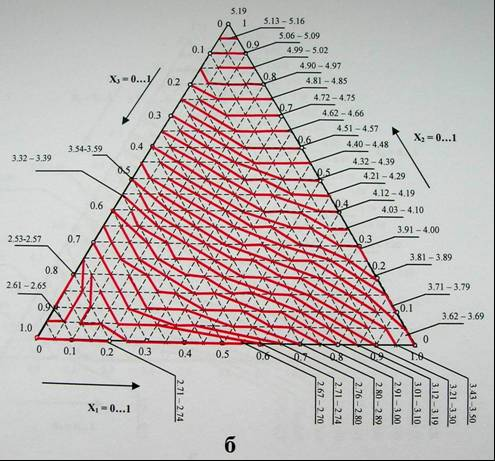 5.19
0 1
5.13 – 5.16
5.06 – 5.09
0.1 0.9
4.99 – 5.02
4.90 – 4.97
X₃ = 0…1
0.2 0.8
4.81 – 4.85
4.72 – 4.75
0.3 0.7
4.62 – 4.66
4.51 – 4.57
X₂ = 0…1
0.4 0.6
4.40 – 4.48
3.54-3.59
4.32 – 4.39
3.32 – 3.39
0.5 0.5
4.21 – 4.29
4.12 – 4.19
0.6 0.4
4.03 – 4.10
3.91 – 4.00
2.53-2.57
0.7 0.3
3.81 – 3.89
0.8 0.2
2.61 – 2.65
3.71 – 3.79
0.9 0.1
3.62 – 3.69
1.0 0
0 0.1 0.2 0.3 0.4 0.5 0.6 0.7 0.8 0.9 1.0
X₁ = 0…1
2.71 – 2.74
2.67 – 2.70
2.71 – 2.74
2.76 – 2.80
2.80 – 2.89
2.91 – 3.00
3.01 – 3.10
3.12 – 3.19
3.21 – 3.30
3.43 – 3.50
б